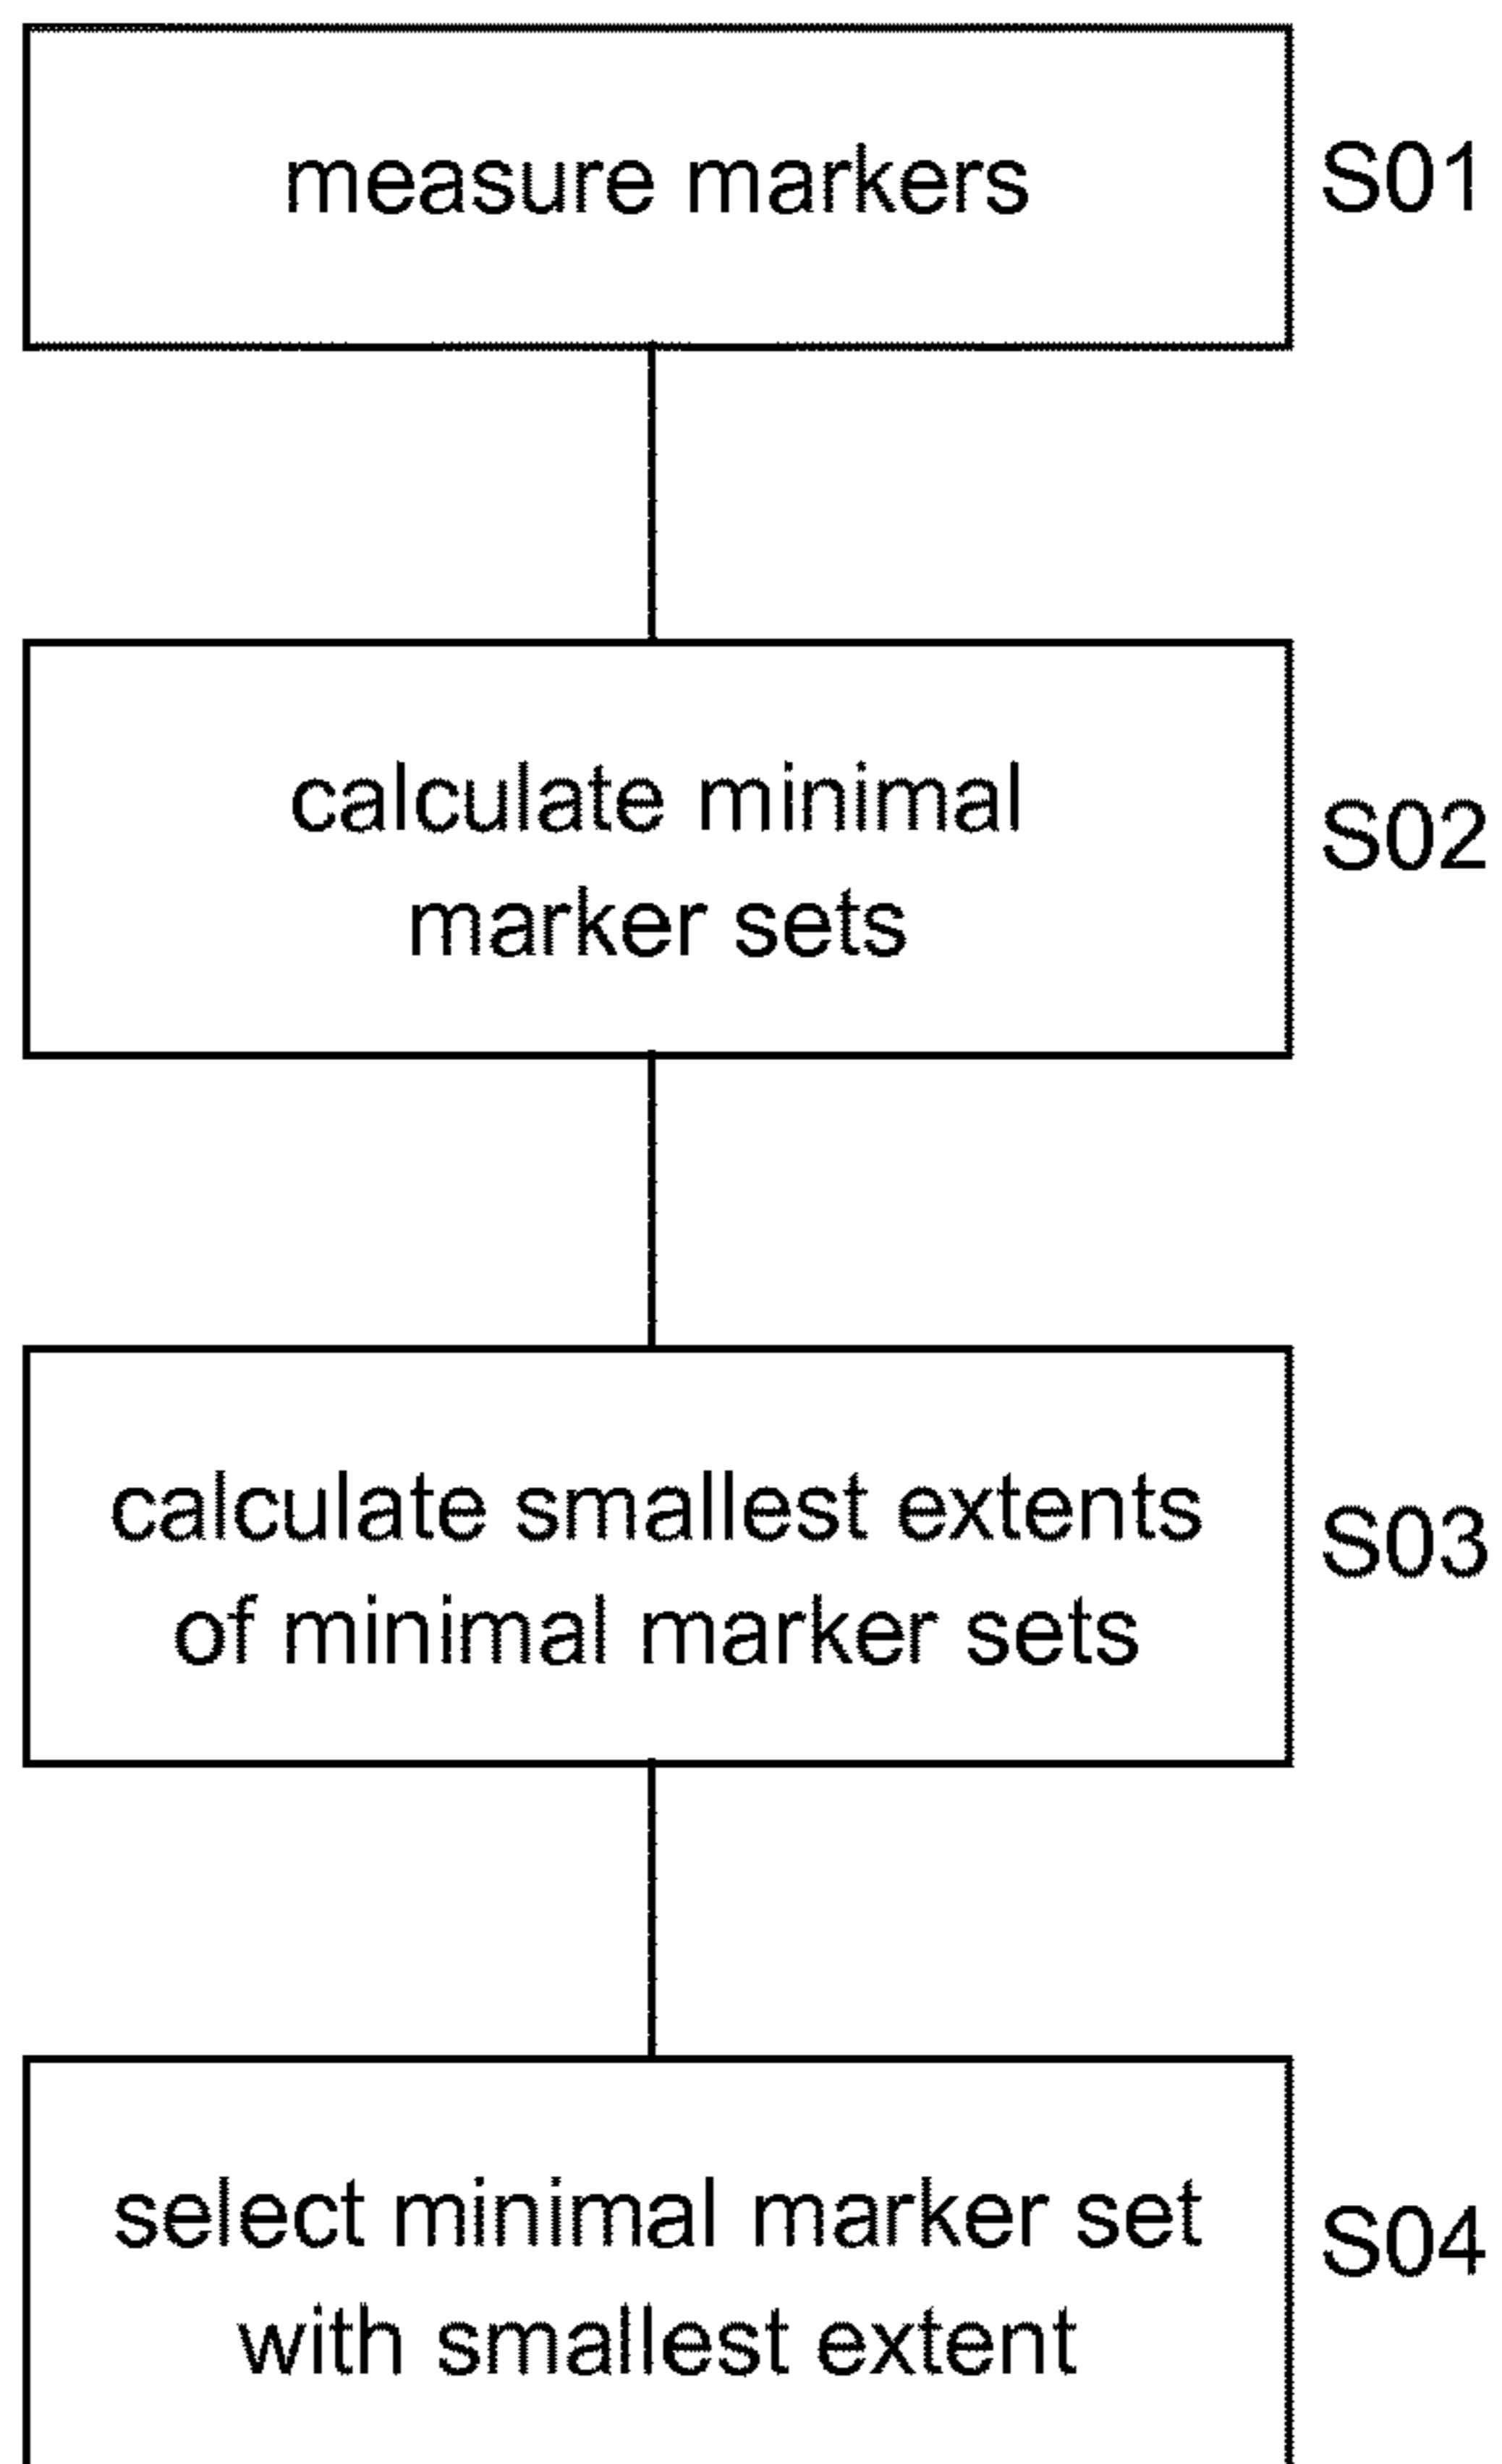 measure markers
S01
calculate minimal
marker sets
S02
calculate smallest extents
of minimal marker sets
S03
select minimal marker set
with smallest extent
S04